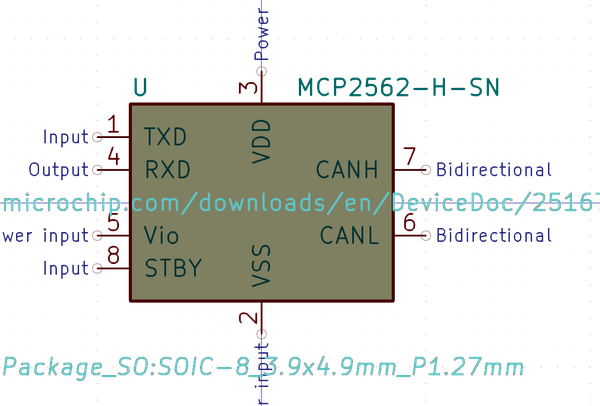 Power
3
U MCP2562-H-SN
Input 1 TXD VDD
Output 4 RXD CANH 7 Bidirectional
microchip.com/downloads/en/DeviceDoc/25167
wer input 5 Vio CANL 6 Bidirectional
Input 8 STBY VSS
2
Package_SO:SOIC-8_3.9x4.9mm_P1.27mm
r input